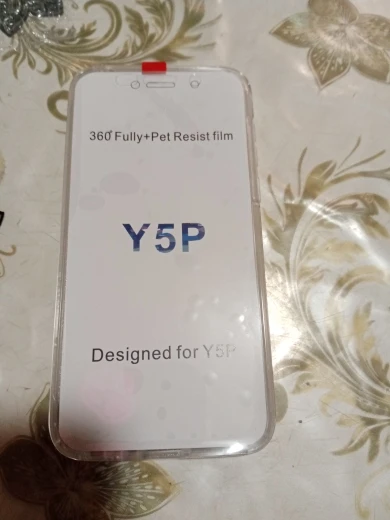 360°Fully+Pet Resist film
Y5P
Designed for Y5P